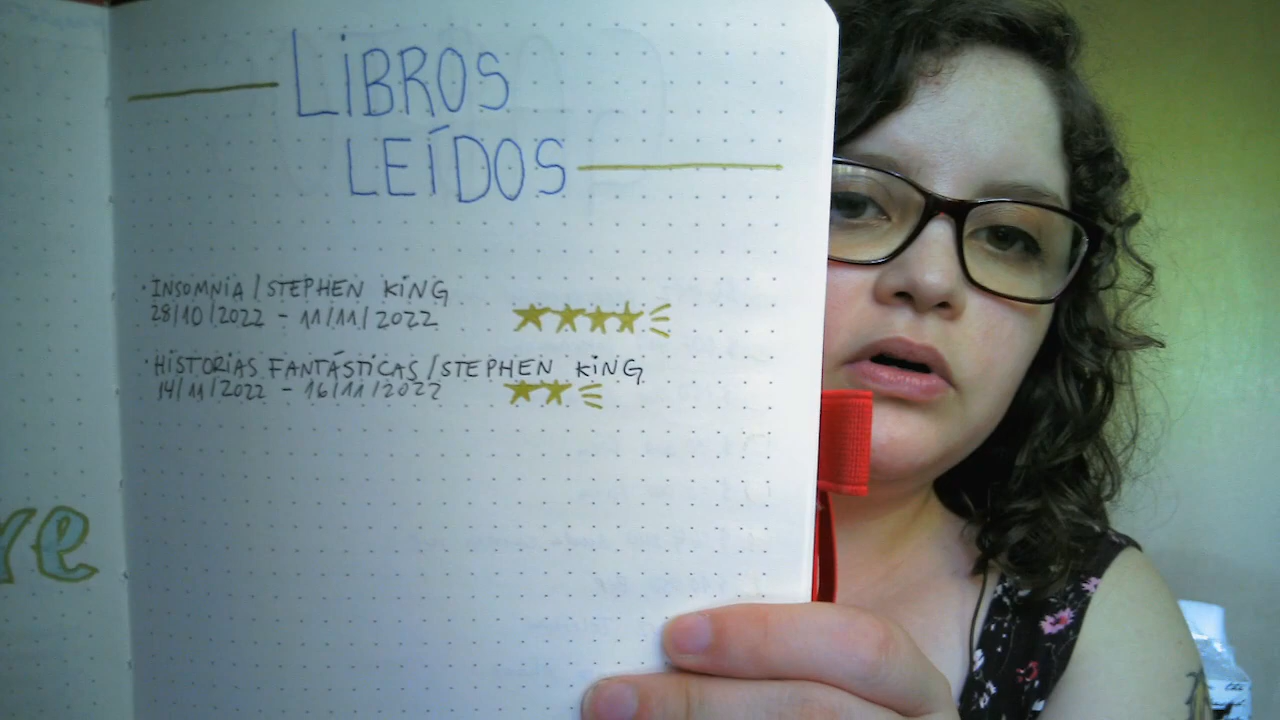 LiBROS
LEÍDOS
· INSOMNiA / STEPHEN KiNG
28/10/2022 - 11/11/2022
· HiSTORiAS FANTÁSTiCAS / STEPHEN KiNG
14/11/2022 - 16/11/2022
re